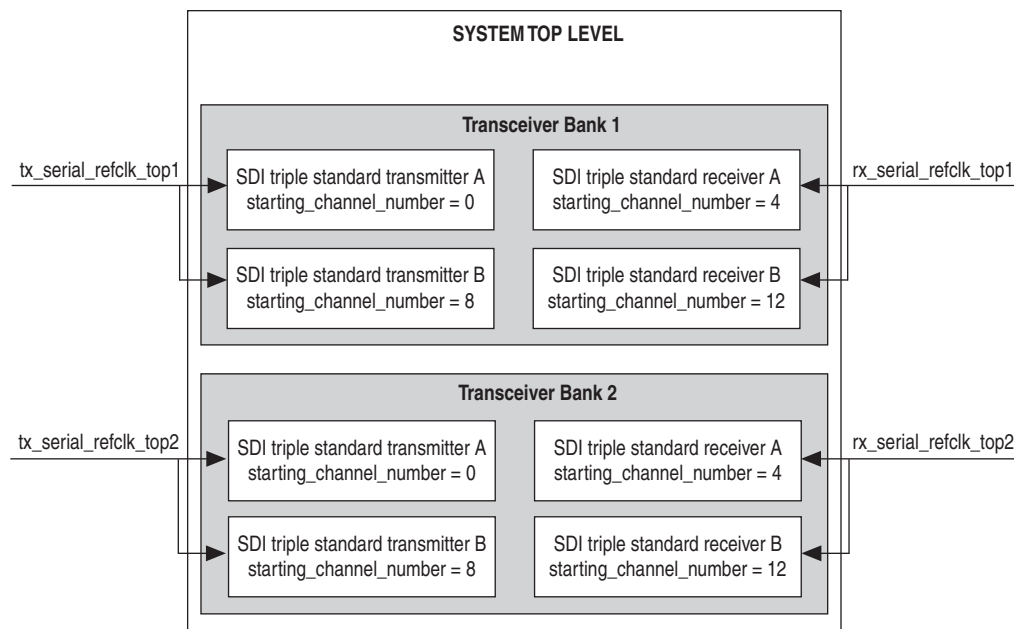 SYSTEM TOP LEVEL
Transceiver Bank 1
tx_serial_refclk_top1
SDI triple standard transmitter A
starting_channel_number = 0
SDI triple standard receiver A
starting_channel_number = 4
rx_serial_refclk_top1
SDI triple standard transmitter B
starting_channel_number = 8
SDI triple standard receiver B
starting_channel_number = 12
Transceiver Bank 2
tx_serial_refclk_top2
SDI triple standard transmitter A
starting_channel_number = 0
SDI triple standard receiver A
starting_channel_number = 4
rx_serial_refclk_top2
SDI triple standard transmitter B
starting_channel_number = 8
SDI triple standard receiver B
starting_channel_number = 12